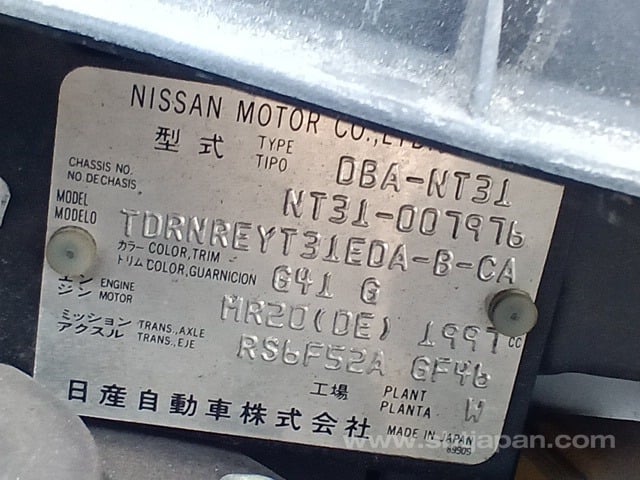 NISSAN MOTOR CO., LTD.
型式 TYPE TIPO DBA-NT31
CHASSIS NO. NO.DECHASIS NT31-007976
MODEL MODELO TDRNREYT31EDA-B-CA
カラー COLOR,TRIM トリム COLOR,GUARNICION G41 G
エンジン ENGINE MOTOR MR20(DE) 1997 CC
ミッション TRANS.,AXLE アクスル TRANS.,EJE RS6F52A GF46
工場 PLANT PLANTA W
日産自動車株式会社 MADE IN JAPAN